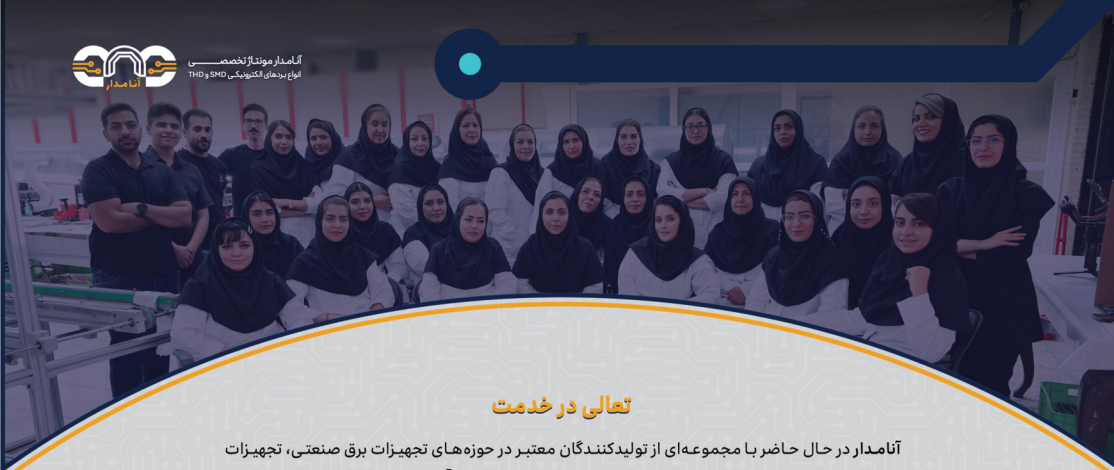 آنامدار مونتاژ تخصصــــــی
انواع بردهای الکترونیکی SMD و THD
آنامدار
تعالی در خدمت
آنامدار در حال حاضر با مجموعه‌ای از تولیدکنندگان معتبر در حوزه‌های تجهیزات برق صنعتی، تجهیزات